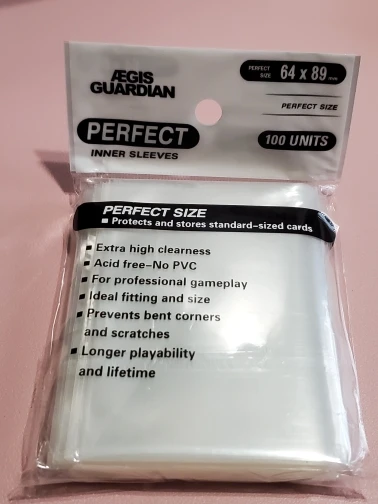 ÆGIS
GUARDIAN
PERFECT
SIZE
64 x 89 mm
PERFECT SIZE
PERFECT
INNER SLEEVES
100 UNITS
PERFECT SIZE
▪ Protects and stores standard-sized cards
▪ Extra high clearness
▪ Acid free-No PVC
▪ For professional gameplay
▪ Ideal fitting and size
▪ Prevents bent corners
and scratches
▪ Longer playability
and lifetime